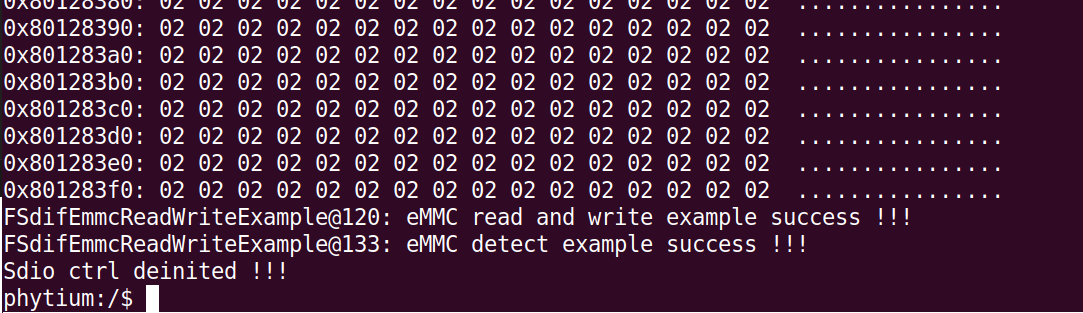 0x80128380: 02 02 02 02 02 02 02 02 02 02 02 02 02 02 02 02  ................
0x80128390: 02 02 02 02 02 02 02 02 02 02 02 02 02 02 02 02  ................
0x801283a0: 02 02 02 02 02 02 02 02 02 02 02 02 02 02 02 02  ................
0x801283b0: 02 02 02 02 02 02 02 02 02 02 02 02 02 02 02 02  ................
0x801283c0: 02 02 02 02 02 02 02 02 02 02 02 02 02 02 02 02  ................
0x801283d0: 02 02 02 02 02 02 02 02 02 02 02 02 02 02 02 02  ................
0x801283e0: 02 02 02 02 02 02 02 02 02 02 02 02 02 02 02 02  ................
0x801283f0: 02 02 02 02 02 02 02 02 02 02 02 02 02 02 02 02  ................
FSdifEmmcReadWriteExample@120: eMMC read and write example success !!!
FSdifEmmcReadWriteExample@133: eMMC detect example success !!!
Sdio ctrl deinited !!!
phytium:/$